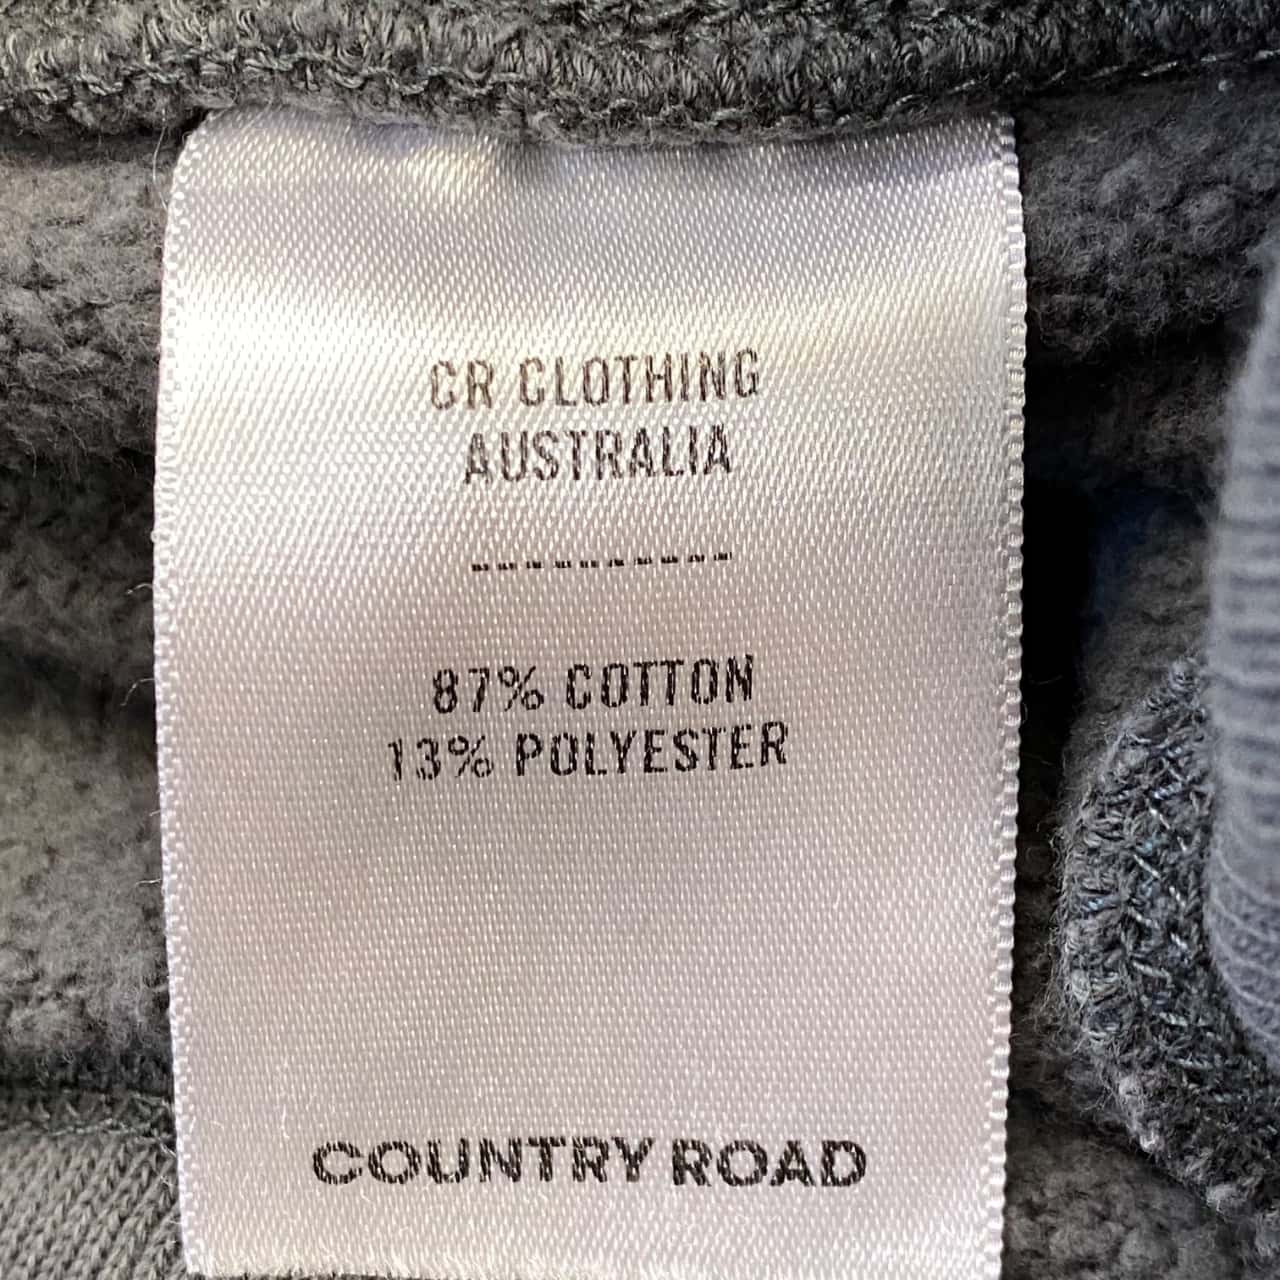 CR CLOTHING
AUSTRALIA
----------
87% COTTON
13% POLYESTER
COUNTRY ROAD